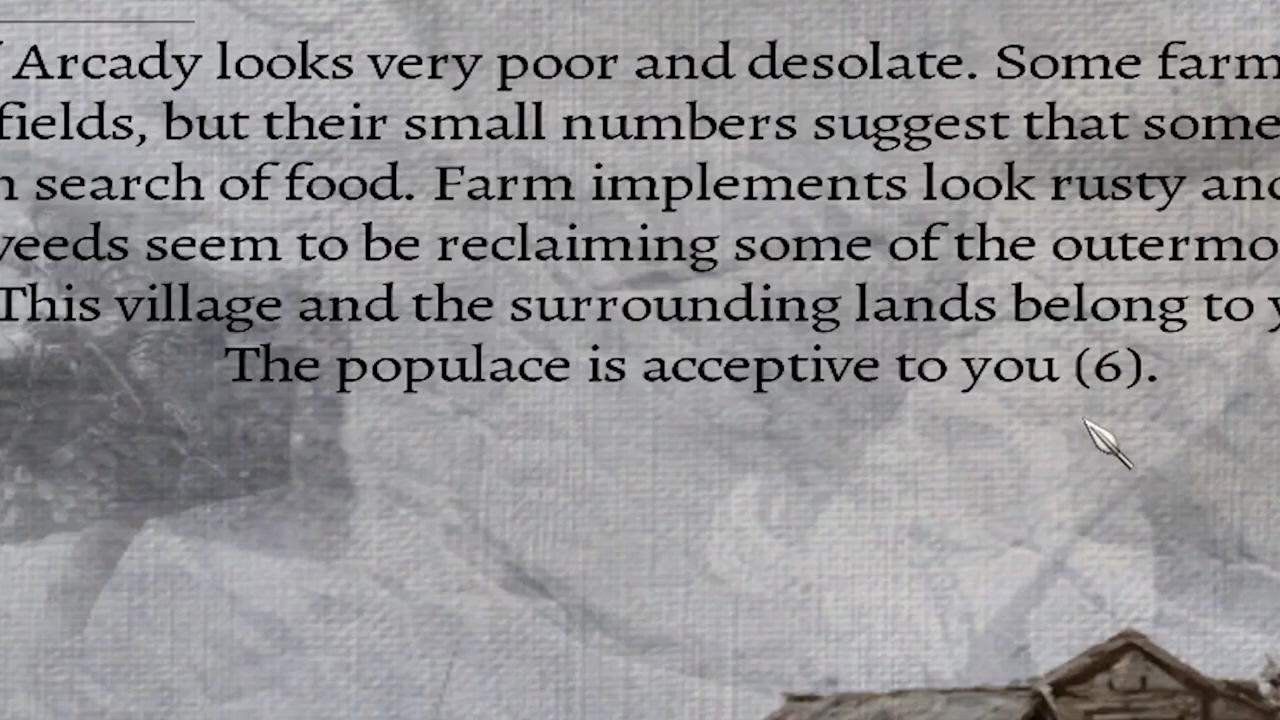 Arcady looks very poor and desolate. Some farm
fields, but their small numbers suggest that some
search of food. Farm implements look rusty and
seem to be reclaiming some of the
This village and the surrounding lands belong to
The populace is acceptive to you (6).